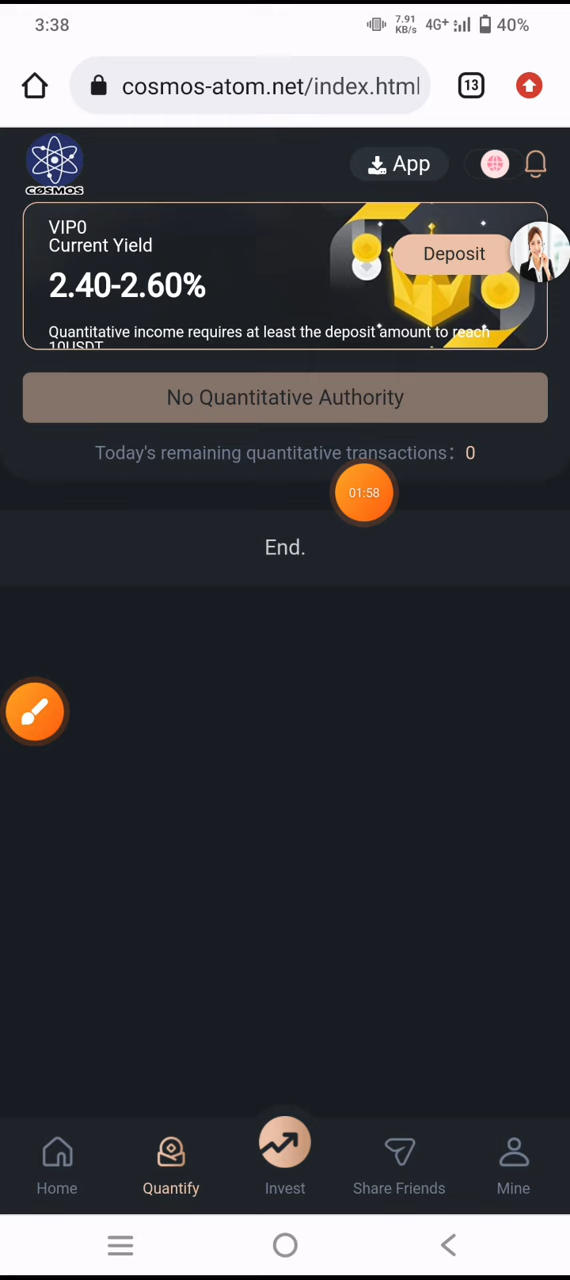 3:38
7.91
KB/s
4G+
40%
cosmos-atom.net/index.html
13
COSMOS
App
VIP0
Current Yield
Deposit
2.40-2.60%
Quantitative income requires at least the deposit amount to reach
10USDT
No Quantitative Authority
Today's remaining quantitative transactions： 0
01:58
End.
Home
Quantify
Invest
Share Friends
Mine